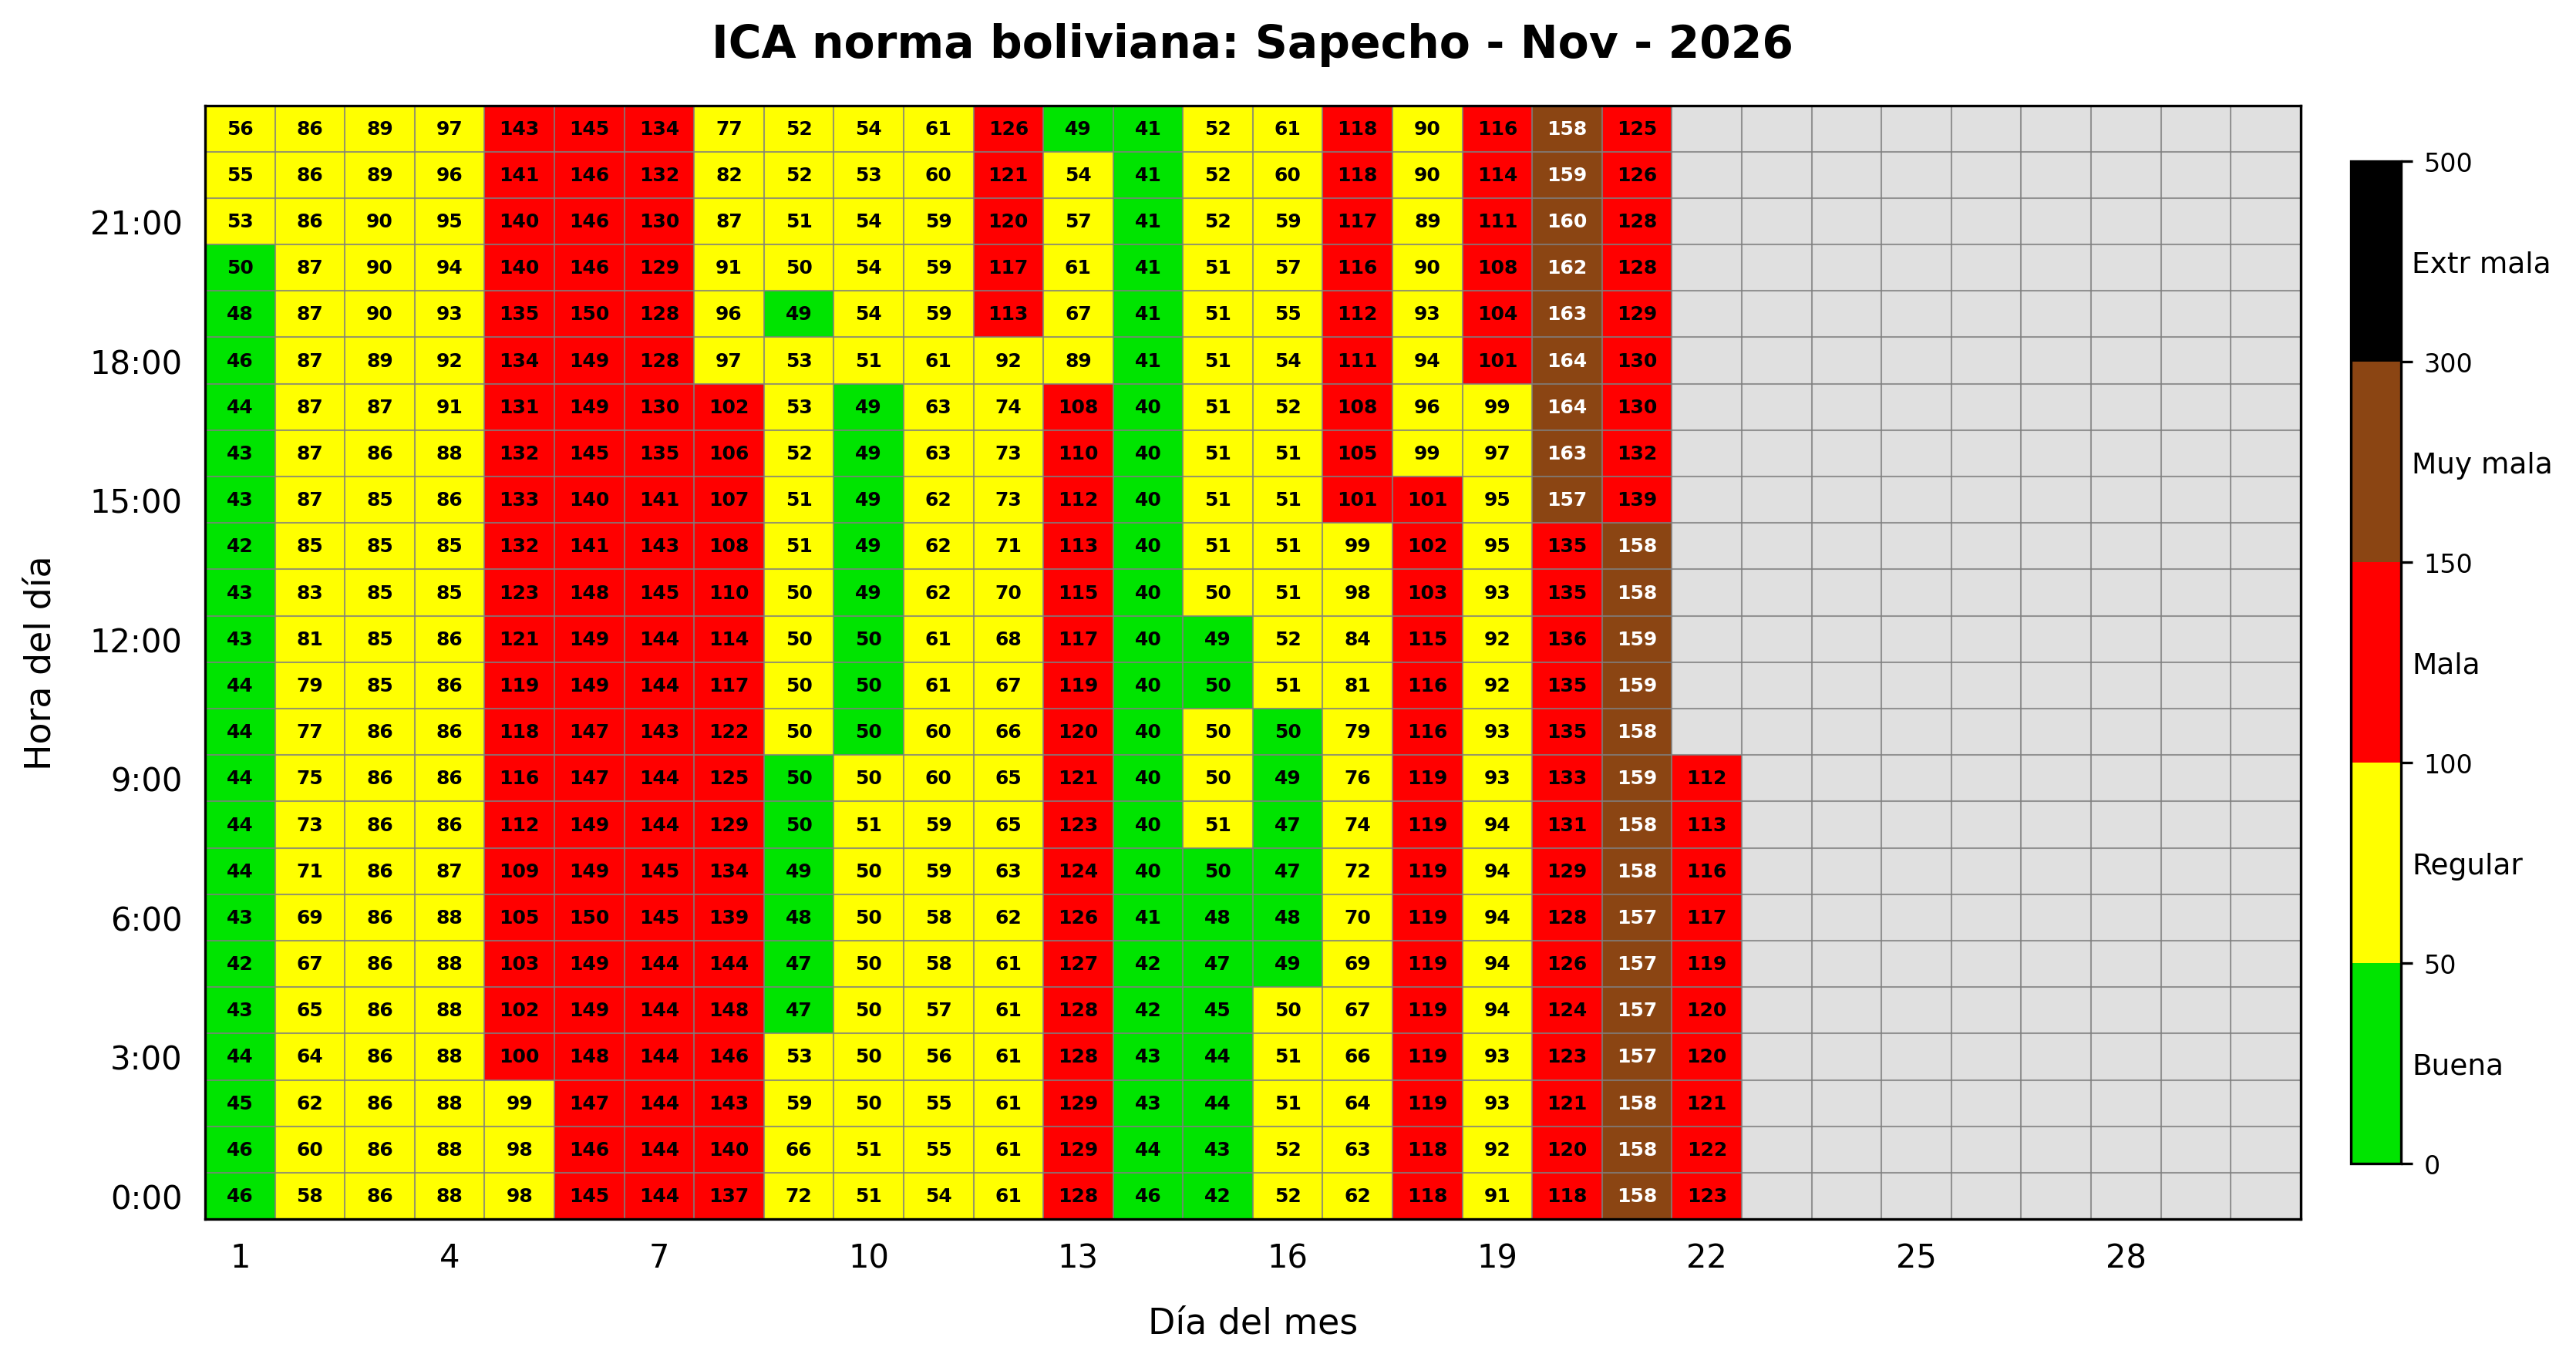 ICA norma boliviana: Sapecho - Nov - 2026
56 86 89 97 143 145 134 77 52 54 61 126 49 41 52 61 118 90 116 158 125
55 86 89 96 141 146 132 82 52 53 60 121 54 41 52 60 118 90 114 159 126
21:00 53 86 90 95 140 146 130 87 51 54 59 120 57 41 52 59 117 89 111 160 128
50 87 90 94 140 146 129 91 50 54 59 117 61 41 51 57 116 90 108 162 128
48 87 90 93 135 150 128 96 49 54 59 113 67 41 51 55 112 93 104 163 129
18:00 46 87 89 92 134 149 128 97 53 51 61 92 89 41 51 54 111 94 101 164 130
44 87 87 91 131 149 130 102 53 49 63 74 108 40 51 52 108 96 99 164 130
43 87 86 88 132 145 135 106 52 49 63 73 110 40 51 51 105 99 97 163 132
15:00 43 87 85 86 133 140 141 107 51 49 62 73 112 40 51 51 101 101 95 157 139
42 85 85 85 132 141 143 108 51 49 62 71 113 40 51 51 99 102 95 135 158
43 83 85 85 123 148 145 110 50 49 62 70 115 40 50 51 98 103 93 135 158
12:00 43 81 85 86 121 149 144 114 50 50 61 68 117 40 49 52 84 115 92 136 159
44 79 85 86 119 149 144 117 50 50 61 67 119 40 50 51 81 116 92 135 159
44 77 86 86 118 147 143 122 50 50 60 66 120 40 50 50 79 116 93 135 158
9:00 44 75 86 86 116 147 144 125 50 50 60 65 121 40 50 49 76 119 93 133 159 112
44 73 86 86 112 149 144 129 50 51 59 65 123 40 51 47 74 119 94 131 158 113
44 71 86 87 109 149 145 134 49 50 59 63 124 40 50 47 72 119 94 129 158 116
6:00 43 69 86 88 105 150 145 139 48 50 58 62 126 41 48 48 70 119 94 128 157 117
42 67 86 88 103 149 144 144 47 50 58 61 127 42 47 49 69 119 94 126 157 119
43 65 86 88 102 149 144 148 47 50 57 61 128 42 45 50 67 119 94 124 157 120
3:00 44 64 86 88 100 148 144 146 53 50 56 61 128 43 44 51 66 119 93 123 157 120
45 62 86 88 99 147 144 143 59 50 55 61 129 43 44 51 64 119 93 121 158 121
46 60 86 88 98 146 144 140 66 51 55 61 129 44 43 52 63 118 92 120 158 122
0:00 46 58 86 88 98 145 144 137 72 51 54 61 128 46 42 52 62 118 91 118 158 123
1 4 7 10 13 16 19 22 25 28
Día del mes
Hora del día
500
Extr mala
300
Muy mala
150
Mala
100
Regular
50
Buena
0